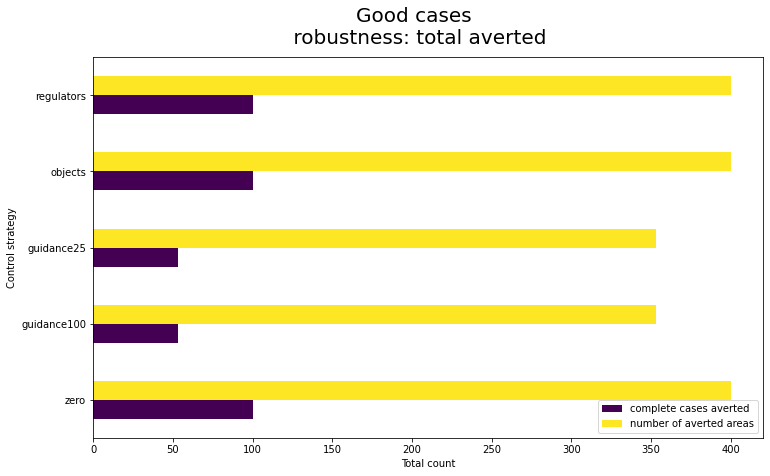 Good cases
robustness: total averted
regulators
objects
guidance25
guidance100
zero
Control strategy
complete cases averted
number of averted areas
0 50 100 150 200 250 300 350 400
Total count